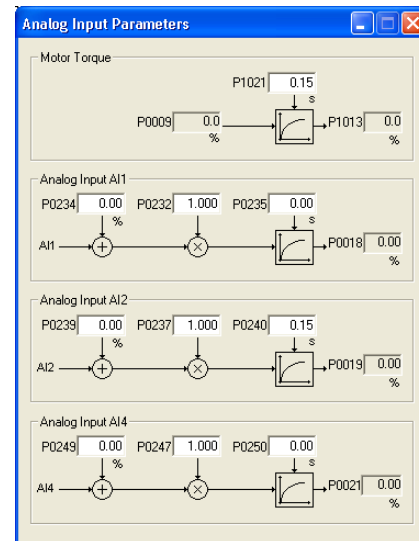 Analog Input Parameters
Motor Torque
P1021 0.15
s
P0009 0.0 P1013 0.0
% %
Analog Input AI1
P0234 0.00 P0232 1.000 P0235 0.00
% s
AI1 P0018 0.00
%
Analog Input AI2
P0239 0.00 P0237 1.000 P0240 0.15
% s
AI2 P0019 0.00
%
Analog Input AI4
P0249 0.00 P0247 1.000 P0250 0.00
% s
AI4 P0021 0.00
%